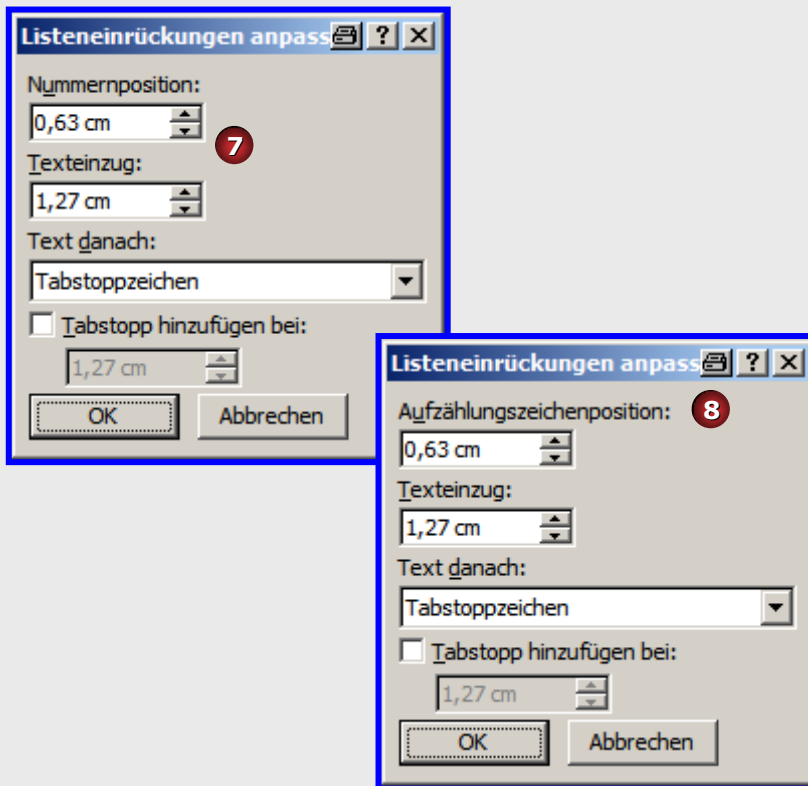 Listeneinrückungen anpass
Nummernposition:
0,63 cm
7
Texteinzug:
1,27 cm
Text danach:
Tabstoppzeichen
Tabstopp hinzufügen bei:
1,27 cm
OK Abbrechen
Listeneinrückungen anpass
Aufzählungszeichenposition: 8
0,63 cm
Texteinzug:
1,27 cm
Text danach:
Tabstoppzeichen
Tabstopp hinzufügen bei:
1,27 cm
OK Abbrechen